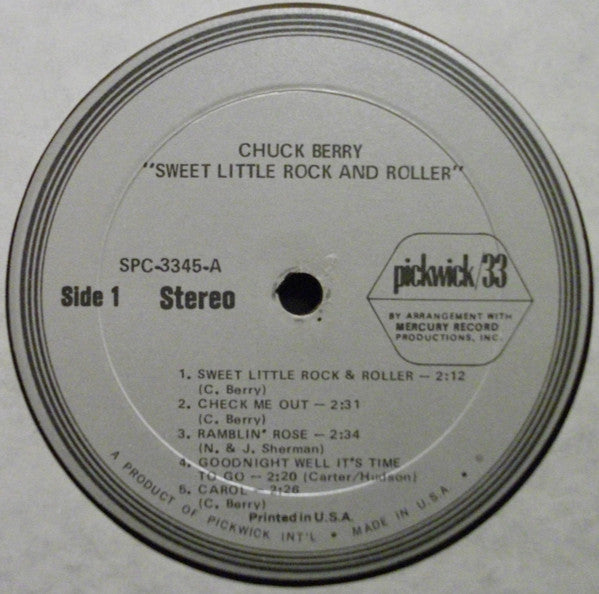 CHUCK BERRY
"SWEET LITTLE ROCK AND ROLLER"
SPC-3345-A
Side 1 Stereo
pickwick/33
BY ARRANGEMENT WITH
MERCURY RECORD
PRODUCTIONS, INC.
1. SWEET LITTLE ROCK & ROLLER — 2:12
(C. Berry)
2. CHECK ME OUT — 2:31
(C. Berry)
3. RAMBLIN' ROSE — 2:34
(N. & J. Sherman)
4. GOODNIGHT WELL IT'S TIME
TO GO — 2:20 (Carter/Hudson)
5. CAROL — 2:26
(C. Berry)
Printed in U.S.A.
A PRODUCT OF PICKWICK INT'L • MADE IN U.S.A. •